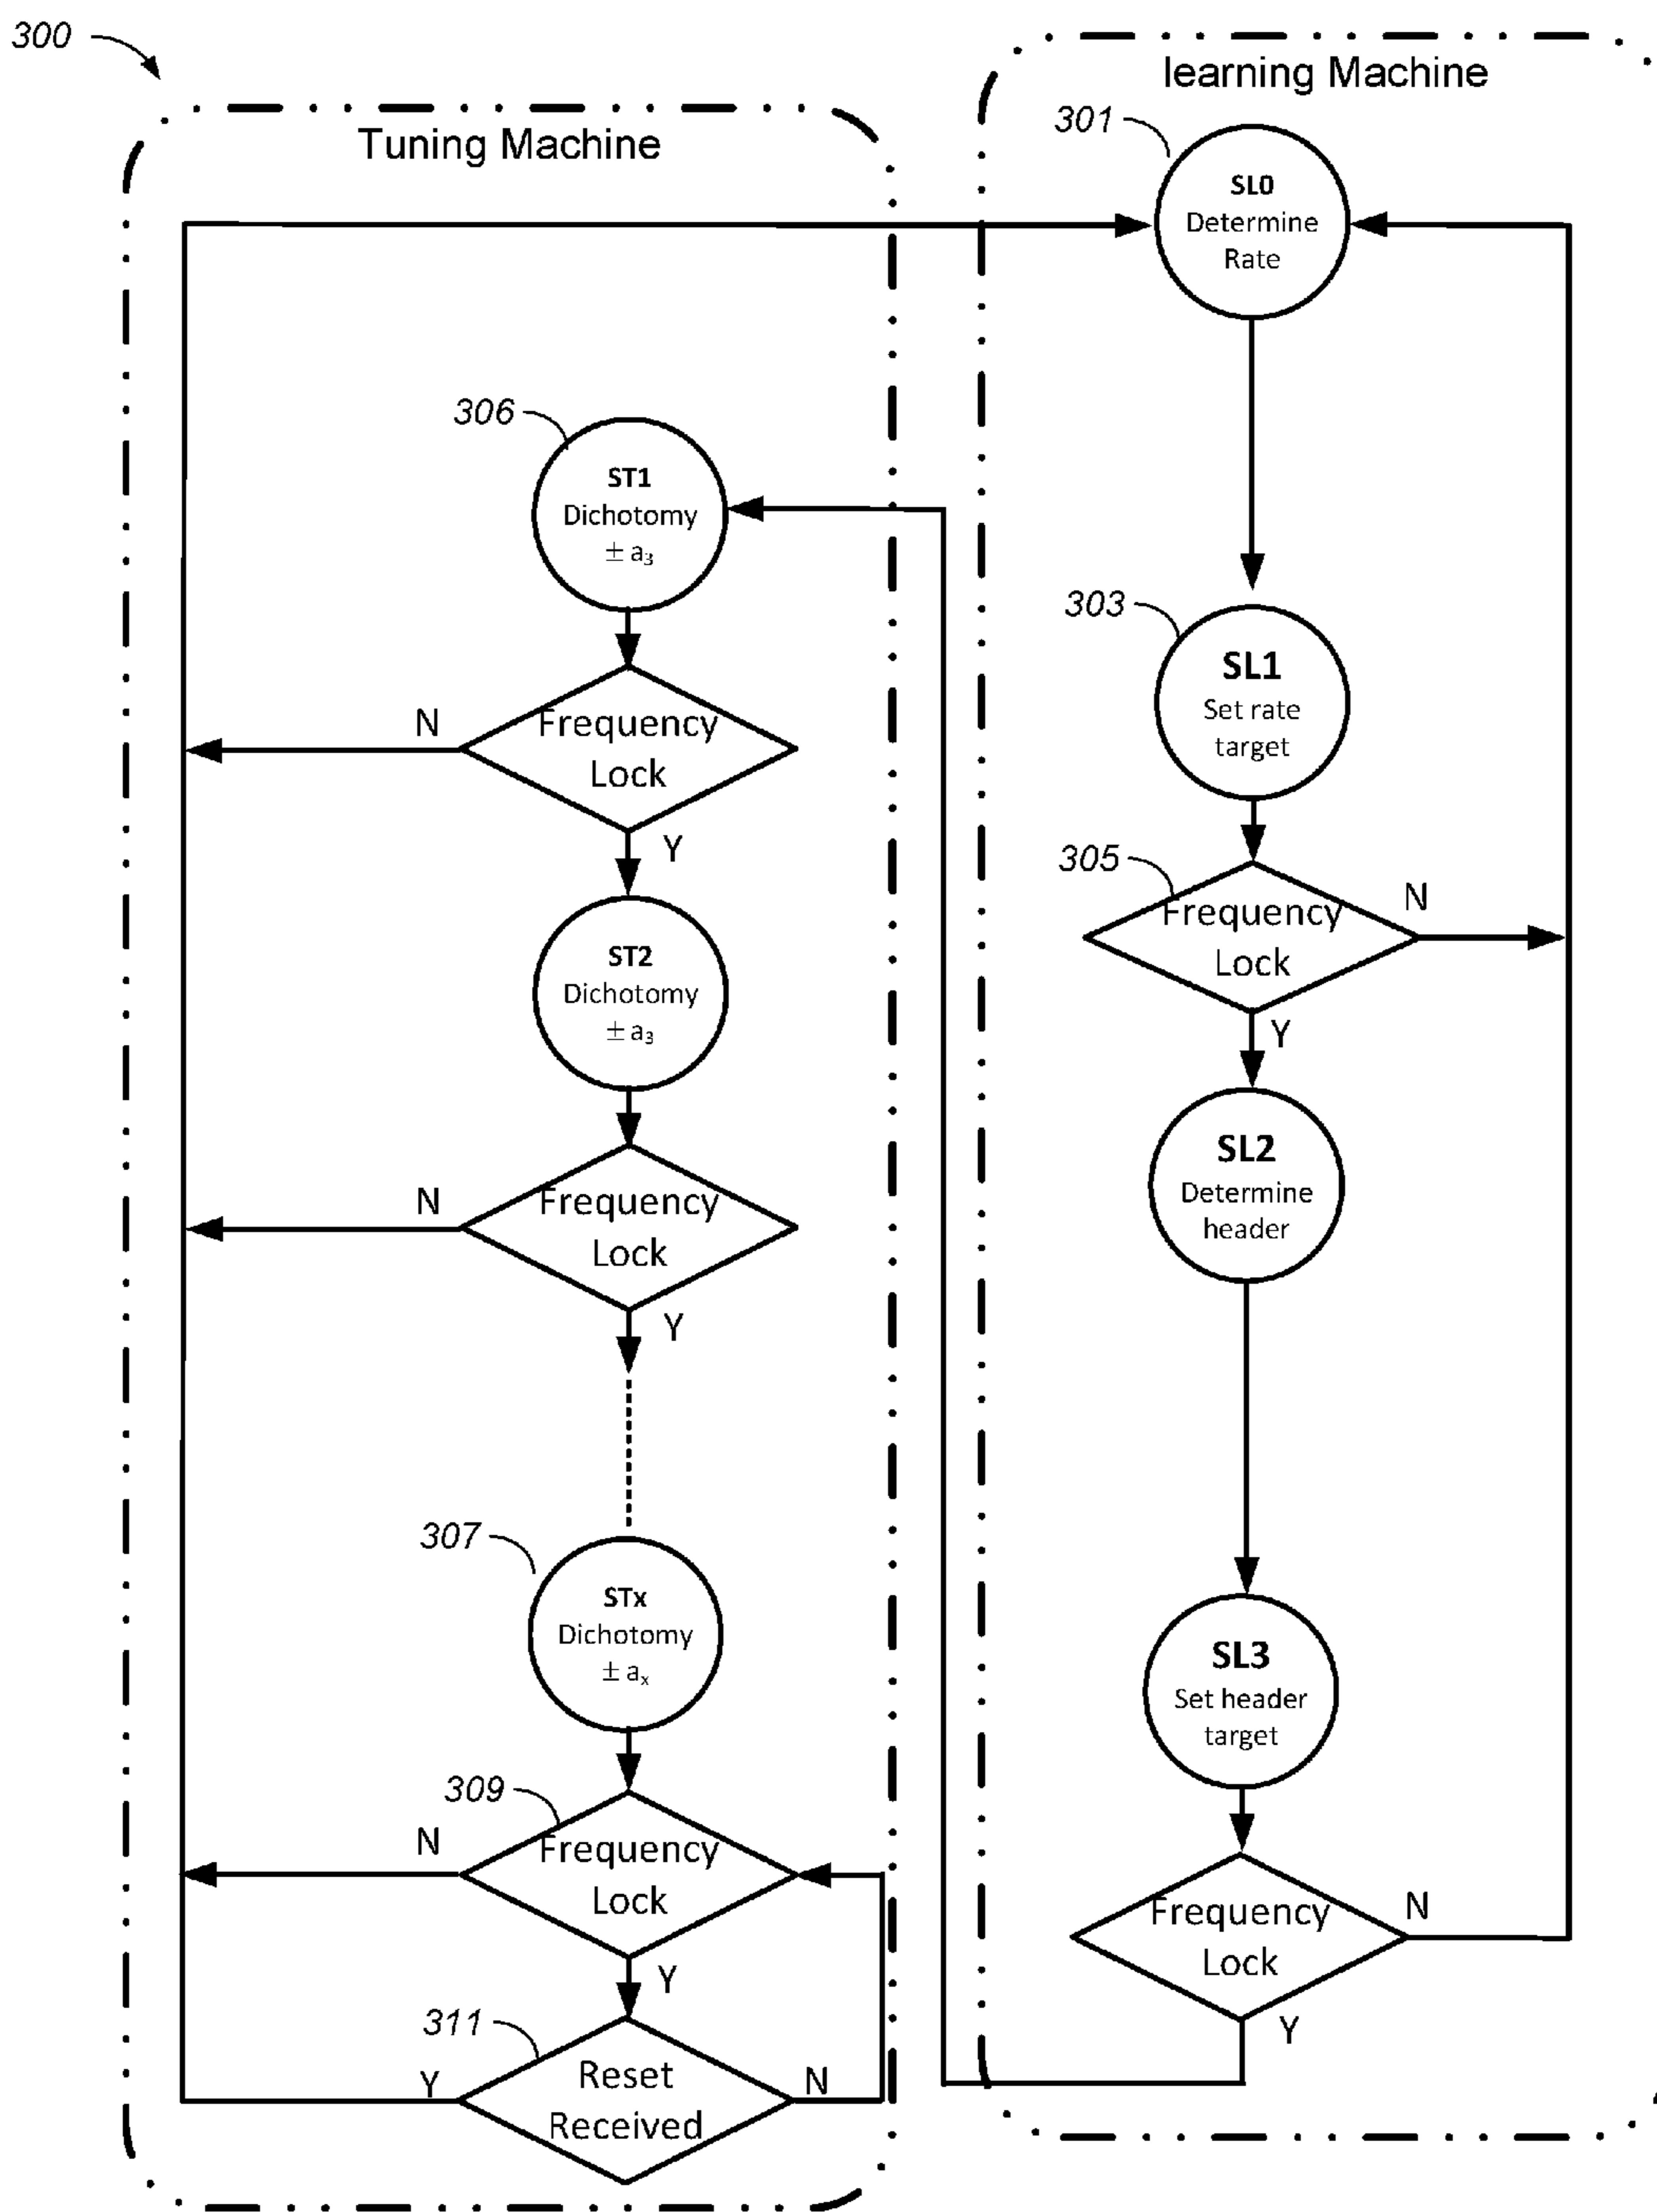 300
Tuning Machine
306
ST1
Dichotomy
± a₃
Frequency
Lock
N
Y
ST2
Dichotomy
± a₃
Frequency
Lock
N
Y
307
STx
Dichotomy
± aₓ
309
Frequency
Lock
N
Y
311
Reset
Received
Y
N
learning Machine
301
SL0
Determine
Rate
303
SL1
Set rate
target
305
Frequency
Lock
N
Y
SL2
Determine
header
SL3
Set header
target
Frequency
Lock
N
Y